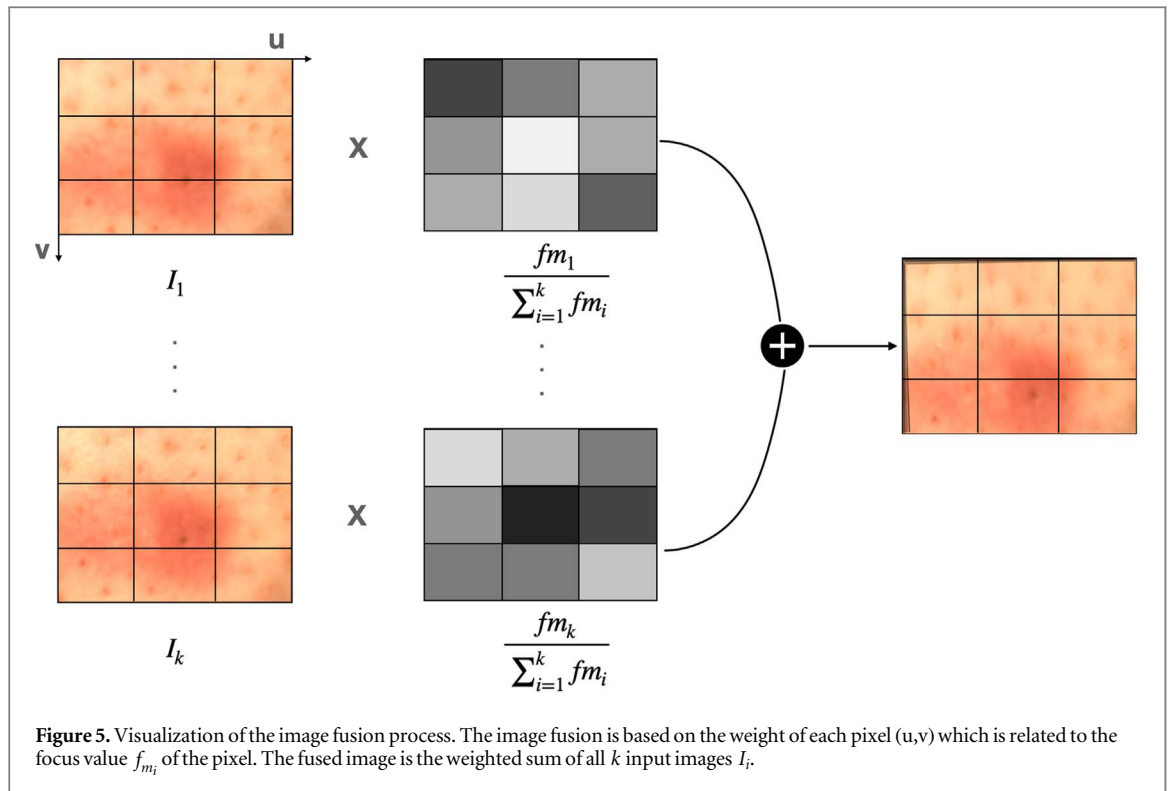 u
v
X
I₁
fm₁
∑ᵏᵢ₌₁ fmᵢ
X
Iₖ
fmₖ
∑ᵏᵢ₌₁ fmᵢ
+
Figure 5. Visualization of the image fusion process. The image fusion is based on the weight of each pixel (u,v) which is related to the
focus value f_{m_i} of the pixel. The fused image is the weighted sum of all k input images Iᵢ.